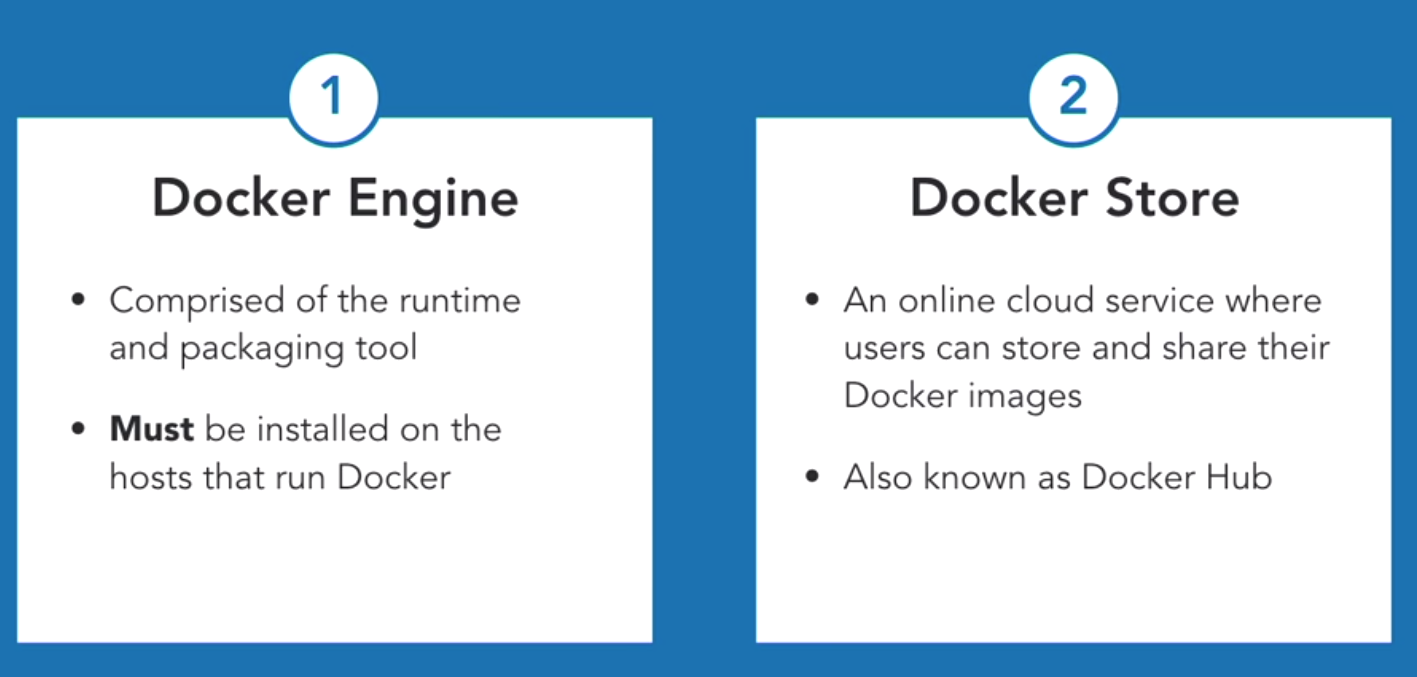 1
Docker Engine
• Comprised of the runtime
and packaging tool
• Must be installed on the
hosts that run Docker
2
Docker Store
• An online cloud service where
users can store and share their
Docker images
• Also known as Docker Hub